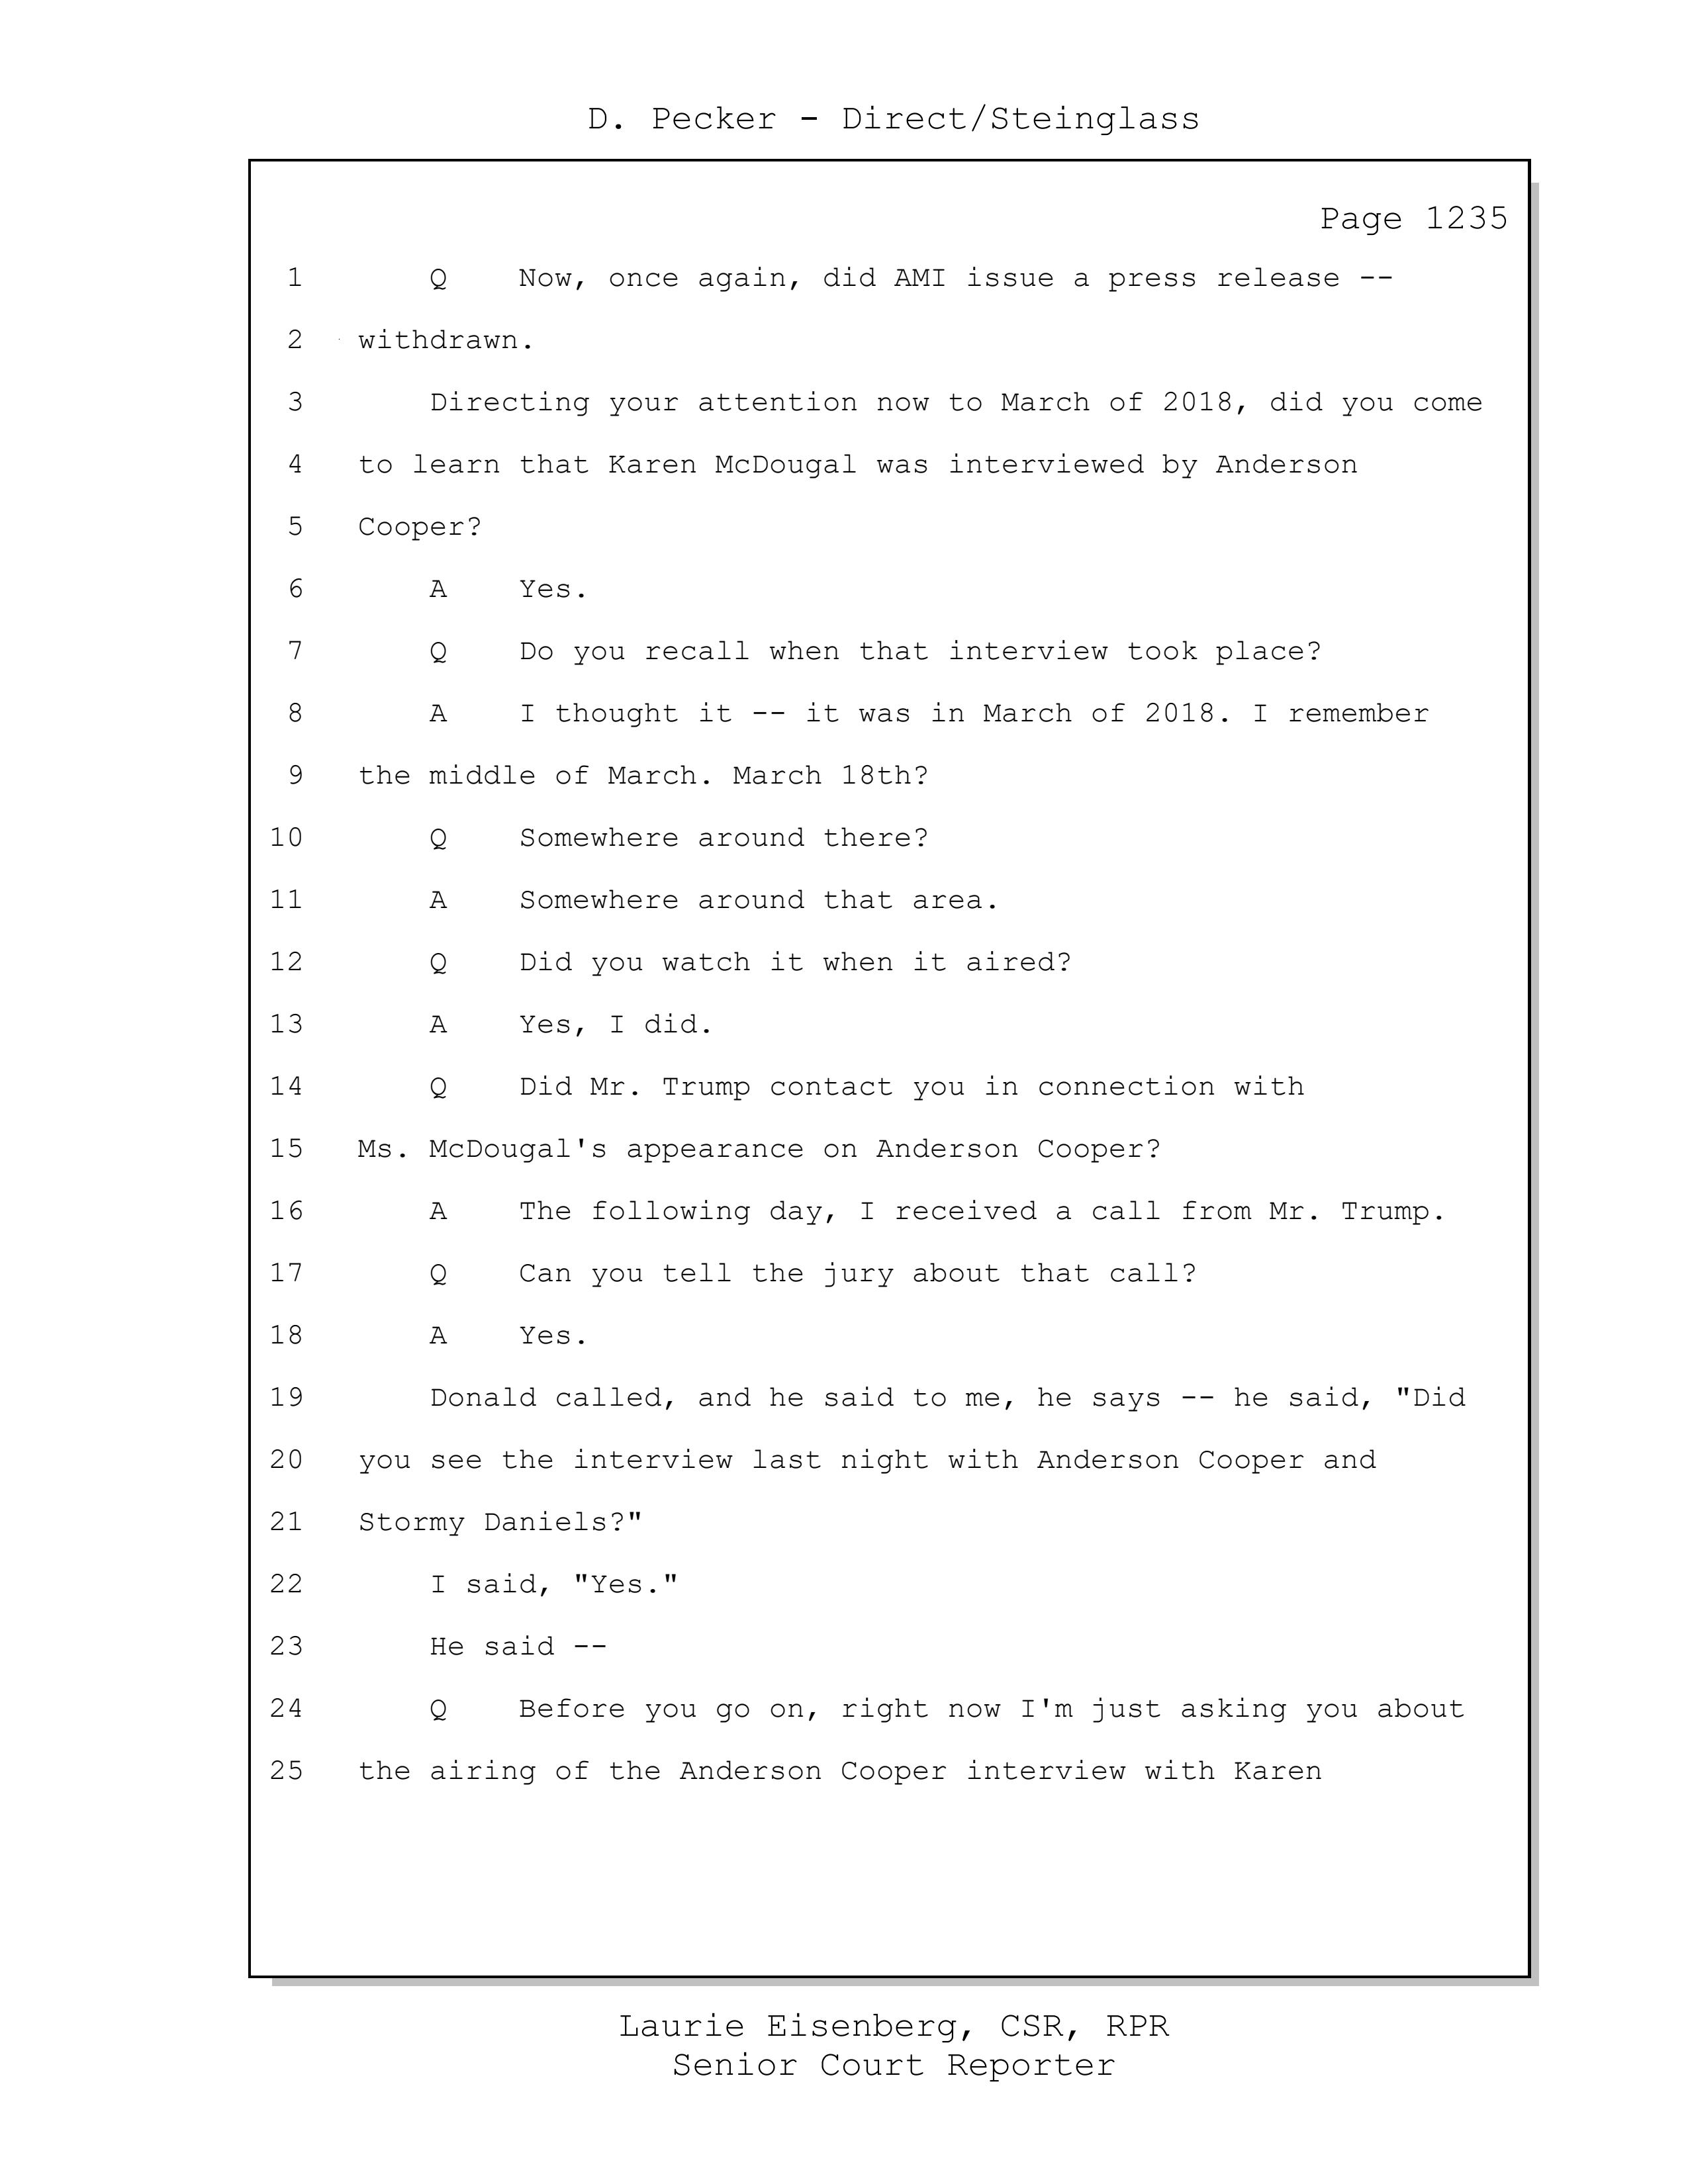 D. Pecker - Direct/Steinglass
Page 1235
1 Q Now, once again, did AMI issue a press release --
2 withdrawn.
3 Directing your attention now to March of 2018, did you come
4 to learn that Karen McDougal was interviewed by Anderson
5 Cooper?
6 A Yes.
7 Q Do you recall when that interview took place?
8 A I thought it -- it was in March of 2018. I remember
9 the middle of March. March 18th?
10 Q Somewhere around there?
11 A Somewhere around that area.
12 Q Did you watch it when it aired?
13 A Yes, I did.
14 Q Did Mr. Trump contact you in connection with
15 Ms. McDougal's appearance on Anderson Cooper?
16 A The following day, I received a call from Mr. Trump.
17 Q Can you tell the jury about that call?
18 A Yes.
19 Donald called, and he said to me, he says -- he said, "Did
20 you see the interview last night with Anderson Cooper and
21 Stormy Daniels?"
22 I said, "Yes."
23 He said --
24 Q Before you go on, right now I'm just asking you about
25 the airing of the Anderson Cooper interview with Karen
Laurie Eisenberg, CSR, RPR
Senior Court Reporter